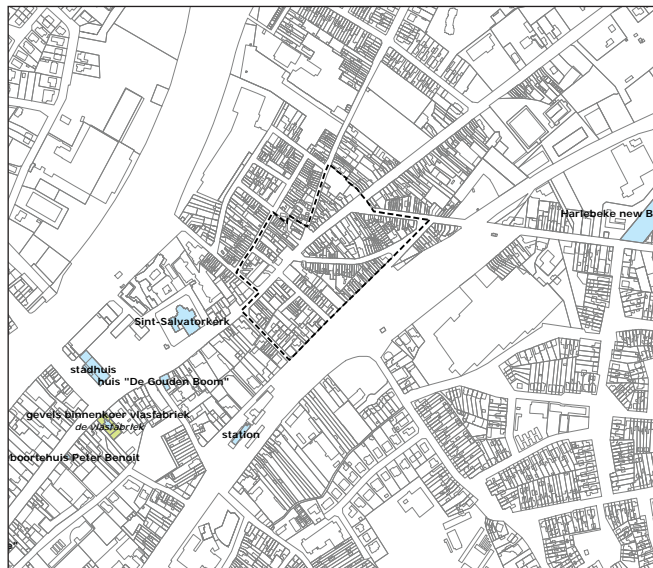 Harlebeke new B
Sint-Salvatorkerk
stadhuis
huis "De Gouden Boom"
gevels binnenkoer vlasfabriek
de vlasfabriek
station
boortehuis Peter Benoit
e"